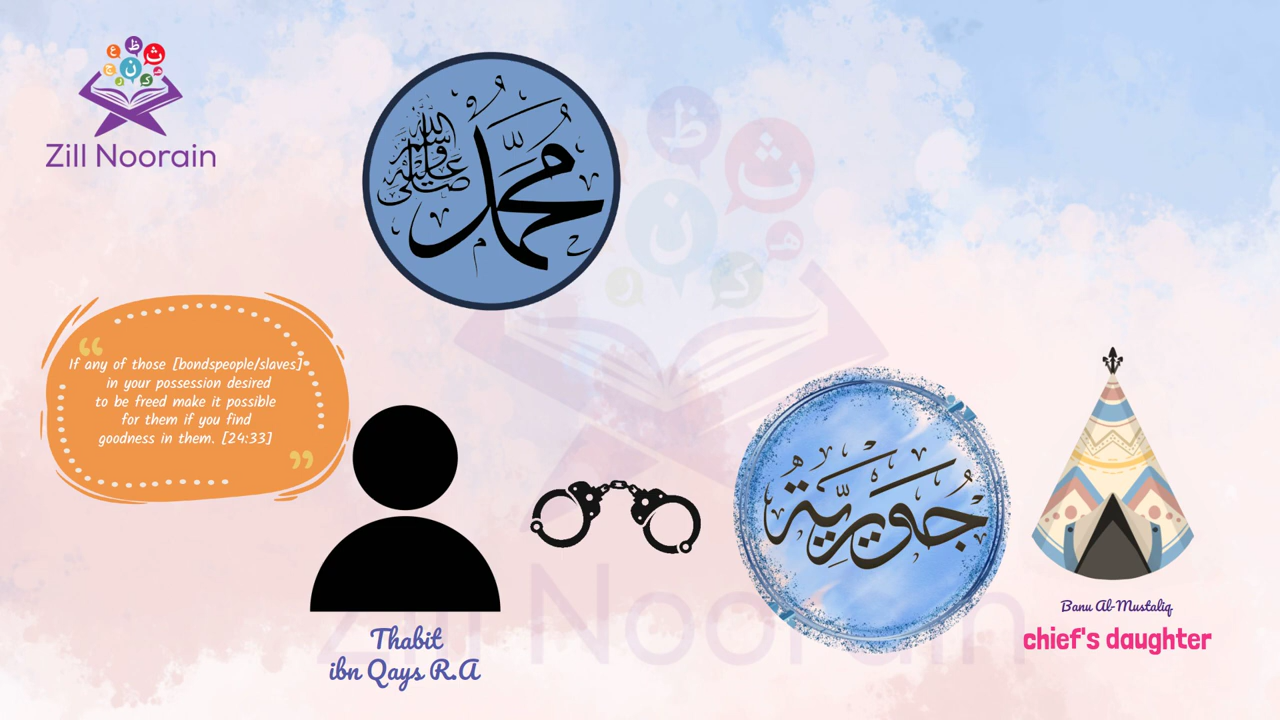 Zill Noorain
محمد
صلى الله عليه وسلم
If any of those [bondspeople/slaves]
in your possession desired
to be freed make it possible
for them if you find
goodness in them. [24:33]
جُوَيْرِيَّة
Thabit
ibn Qays R.A
Banu Al-Mustaliq
chief's daughter
Zill Noorain